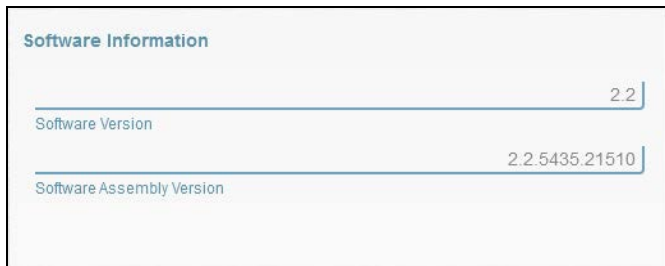 Software Information
2.2
Software Version
2.2.5435.21510
Software Assembly Version